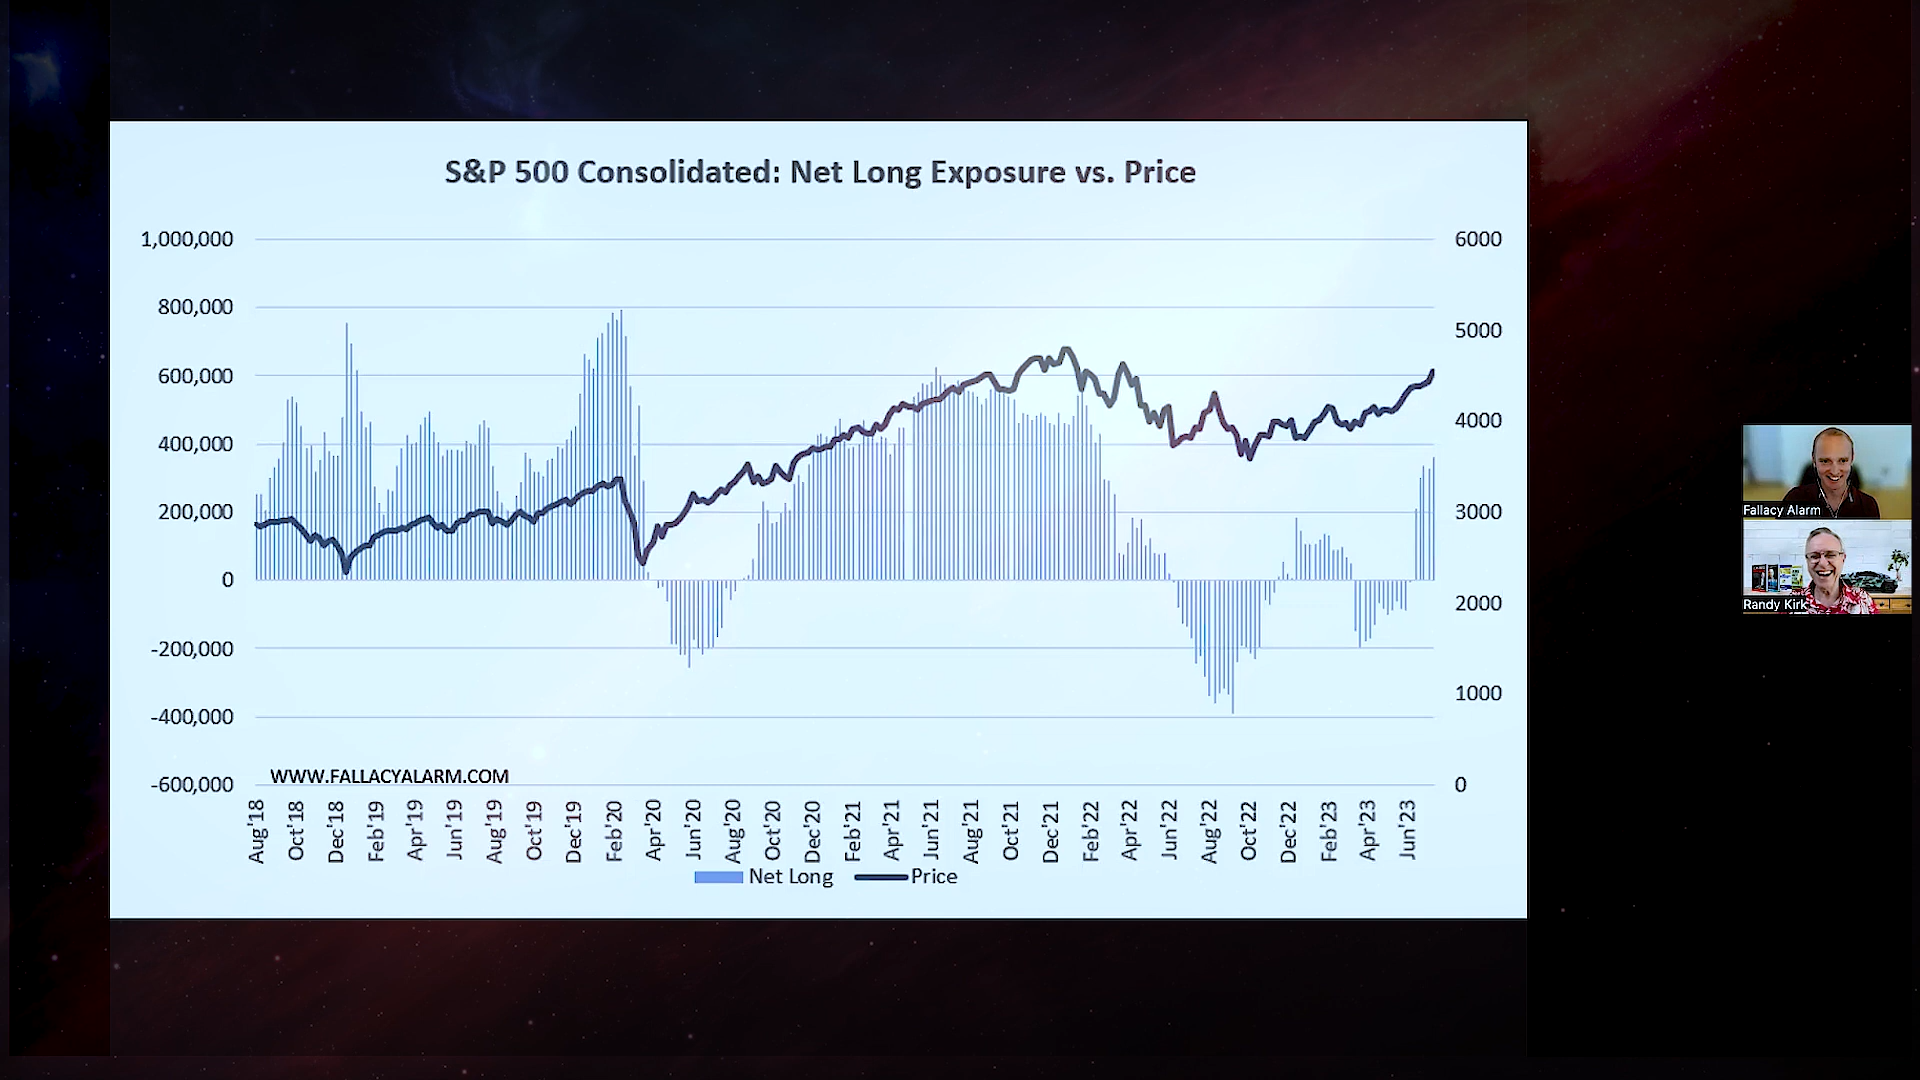 S&P 500 Consolidated: Net Long Exposure vs. Price
1,000,000
800,000
600,000
400,000
200,000
0
-200,000
-400,000
-600,000
6000
5000
4000
3000
2000
1000
0
WWW.FALLACYALARM.COM
Aug'18
Oct'18
Dec'18
Feb'19
Apr'19
Jun'19
Aug'19
Oct'19
Dec'19
Feb'20
Apr'20
Jun'20
Aug'20
Oct'20
Dec'20
Feb'21
Apr'21
Jun'21
Aug'21
Oct'21
Dec'21
Feb'22
Apr'22
Jun'22
Aug'22
Oct'22
Dec'22
Feb'23
Apr'23
Jun'23
Net Long
Price
Fallacy Alarm
Randy Kirk